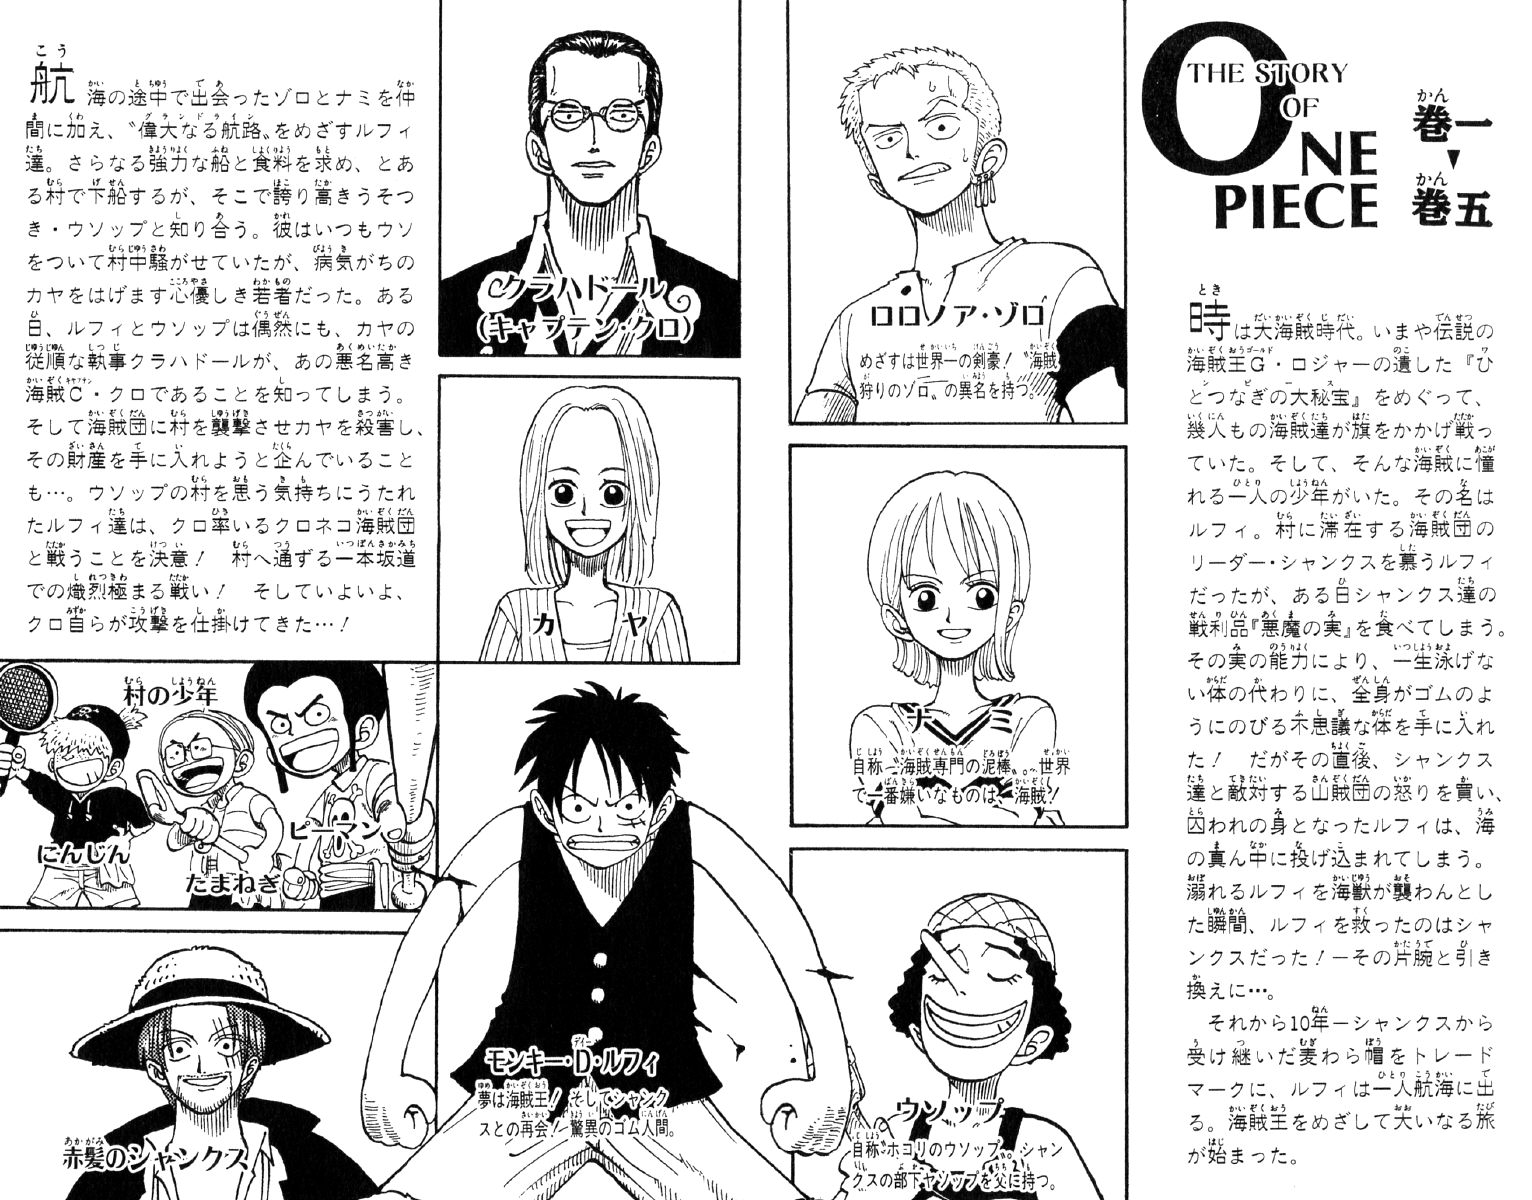 THE STORY
OF
ONE
PIECE
巻一
▼
巻五
時は大海賊時代。いまや伝説の
海賊王G・ロジャーの遺した『ひ
とつなぎの大秘宝』をめぐって、
幾人もの海賊達が旗をかかげ戦っ
ていた。そして、そんな海賊に憧
れる一人の少年がいた。その名は
ルフィ。村に滞在する海賊団の
リーダー・シャンクスを慕うルフィ
だったが、ある日シャンクス達の
戦利品『悪魔の実』を食べてしまう。
その実の能力により、一生泳げな
い体の代わりに、全身がゴムのよ
うにのびる不思議な体を手に入れ
た！　だがその直後、シャンクス
達と敵対する山賊団の怒りを買い、
囚われの身となったルフィは、海
の真ん中に投げ込まれてしまう。
溺れるルフィを海獣が襲わんとし
た瞬間、ルフィを救ったのはシャ
ンクスだった！ーその片腕と引き
換えに…。
それから10年ーシャンクスから
受け継いだ麦わら帽をトレード
マークに、ルフィは一人航海に出
る。海賊王をめざして大いなる旅
が始まった。
ロロノア・ゾロ
めざすは世界一の剣豪！〝海賊
狩りのゾロ〟の異名を持つ。
ナミ
自称〝海賊専門の泥棒〟。世界
で一番嫌いなものは、海賊！
ウソップ
自称〝ホコリのウソップ〟。シャン
クスの部下ヤソップを父に持つ。
クラハドール
(キャプテン・クロ)
カヤ
モンキー・D・ルフィ
夢は海賊王！そしてシャンク
スとの再会！驚異のゴム人間。
航海の途中で出会ったゾロとナミを仲
間に加え、〝偉大なる航路〟をめざすルフィ
達。さらなる強力な船と食料を求め、とあ
る村で下船するが、そこで誇り高きうそつ
き・ウソップと知り合う。彼はいつもウソ
をついて村中騒がせていたが、病気がちの
カヤをはげます心優しき若者だった。ある
日、ルフィとウソップは偶然にも、カヤの
従順な執事クラハドールが、あの悪名高き
海賊C・クロであることを知ってしまう。
そして海賊団に村を襲撃させカヤを殺害し、
その財産を手に入れようと企んでいること
も…。ウソップの村を思う気持ちにうたれ
たルフィ達は、クロ率いるクロネコ海賊団
と戦うことを決意！　村へ通ずる一本坂道
での熾烈極まる戦い！　そしていよいよ、
クロ自らが攻撃を仕掛けてきた…！
村の少年
にんじん
たまねぎ
ピーマン
赤髪のシャンクス